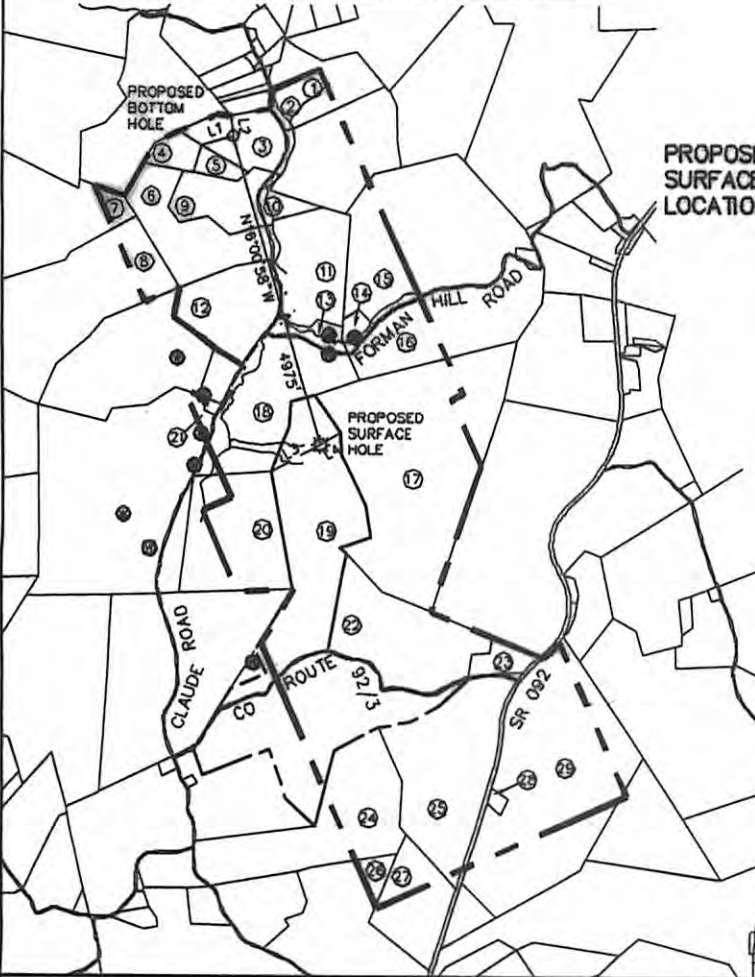 PROPOSED
BOTTOM
HOLE
PROPOSE
SURFACE
LOCATIO
L1
L2
1
2
3
4
5
6
7
8
9
10
N 16°00'58" W
11
12
13
14
15
16
FORMAN HILL ROAD
4975'
PROPOSED
SURFACE
HOLE
17
18
19
20
21
22
23
CLAUDE ROAD
CO ROUTE 92/3
SR 092
24
25
26
27
28
29